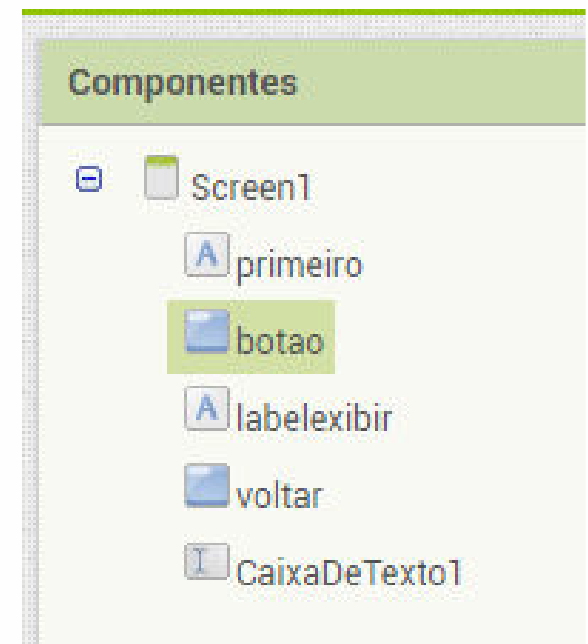 Componentes
Screen1
primeiro
botao
labelexibir
voltar
CaixaDeTexto1